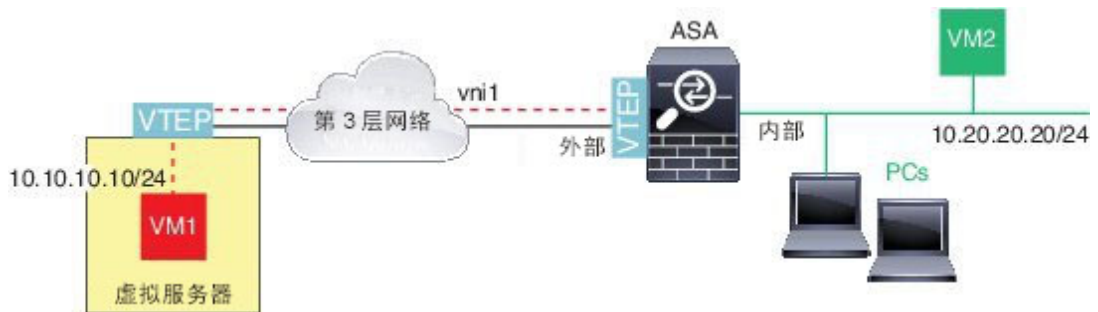 ASA
VM2
VTEP
第 3 层网络
vni1
外部
VTEP
内部
10.20.20.20/24
10.10.10.10/24
VM1
PCs
虚拟服务器